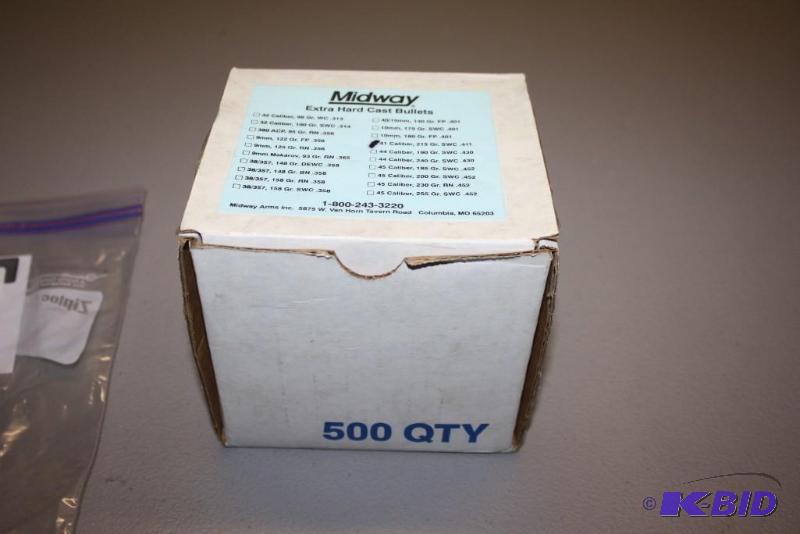 Midway
Extra Hard Cast Bullets
32 Caliber, 98 Gr. WC .313
32 Caliber, 100 Gr. SWC .314
380 ACP, 95 Gr. RN .356
9mm, 122 Gr. FP .356
9mm, 125 Gr. RN .356
9mm Makarov, 93 Gr. RN .365
38/357, 148 Gr. DEWC .358
38/357, 148 Gr. BN .358
38/357, 158 Gr. RN .358
38/357, 158 Gr. SWC .358
40/10mm, 140 Gr. FP .401
10mm, 175 Gr. SWC .401
10mm, 180 Gr. FP .401
41 Caliber, 215 Gr. SWC .411
44 Caliber, 190 Gr. SWC .430
44 Caliber, 240 Gr. SWC .430
45 Caliber, 185 Gr. SWC .452
45 Caliber, 200 Gr. SWC .452
45 Caliber, 230 Gr. RN .452
45 Caliber, 255 Gr. SWC .452
1-800-243-3220
Midway Arms Inc. 5875 W. Van Horn Tavern Road Columbia, MO 65203
500 QTY
Ziploc
© K-BID